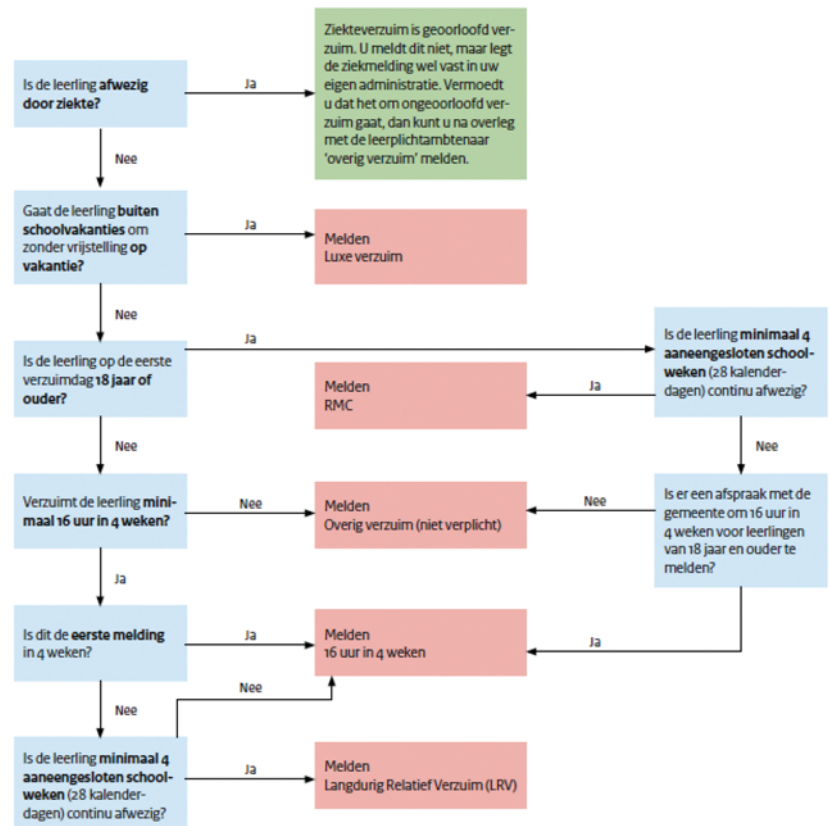 Ziekteverzuim is geoorloofd ver-
zuim. U meldt dit niet, maar legt
de ziekmelding wel vast in uw
eigen administratie. Vermoedt
u dat het om ongeoorloofd ver-
zuim gaat, dan kunt u na overleg
met de leerplichtambtenaar
‘overig verzuim’ melden.
Is de leerling afwezig
door ziekte?
Ja
Nee
Gaat de leerling buiten
schoolvakanties om
zonder vrijstelling op
vakantie?
Ja
Melden
Luxe verzuim
Nee
Is de leerling op de eerste
verzuimdag 18 jaar of
ouder?
Ja
Is de leerling minimaal 4
aaneengesloten school-
weken (28 kalender-
dagen) continu afwezig?
Ja
Melden
RMC
Nee
Nee
Verzuimt de leerling mini-
maal 16 uur in 4 weken?
Nee
Melden
Overig verzuim (niet verplicht)
Nee
Is er een afspraak met de
gemeente om 16 uur in
4 weken voor leerlingen
van 18 jaar en ouder te
melden?
Ja
Is dit de eerste melding
in 4 weken?
Ja
Melden
16 uur in 4 weken
Ja
Nee
Nee
Is de leerling minimaal 4
aaneengesloten school-
weken (28 kalender-
dagen) continu afwezig?
Ja
Melden
Langdurig Relatief Verzuim (LRV)